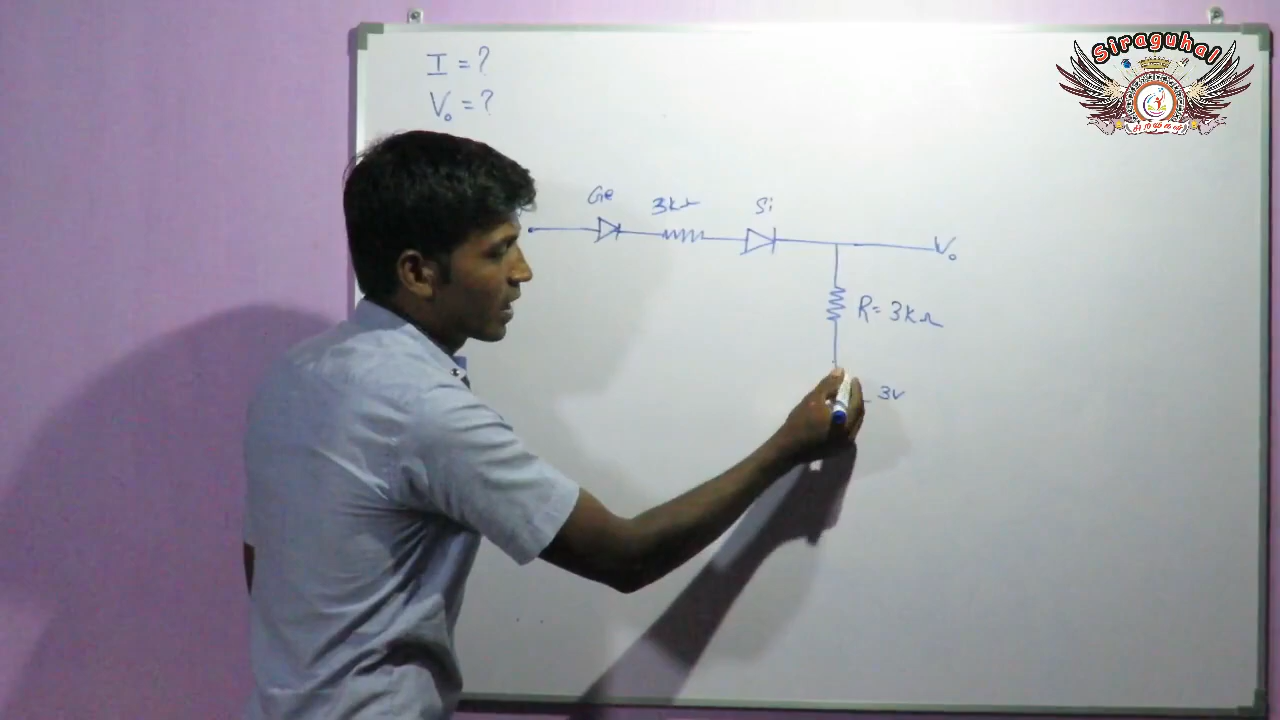 I = ?
V₀ = ?
Ge 3kΩ Si
V₀
R = 3kΩ
3v
Siraguhal